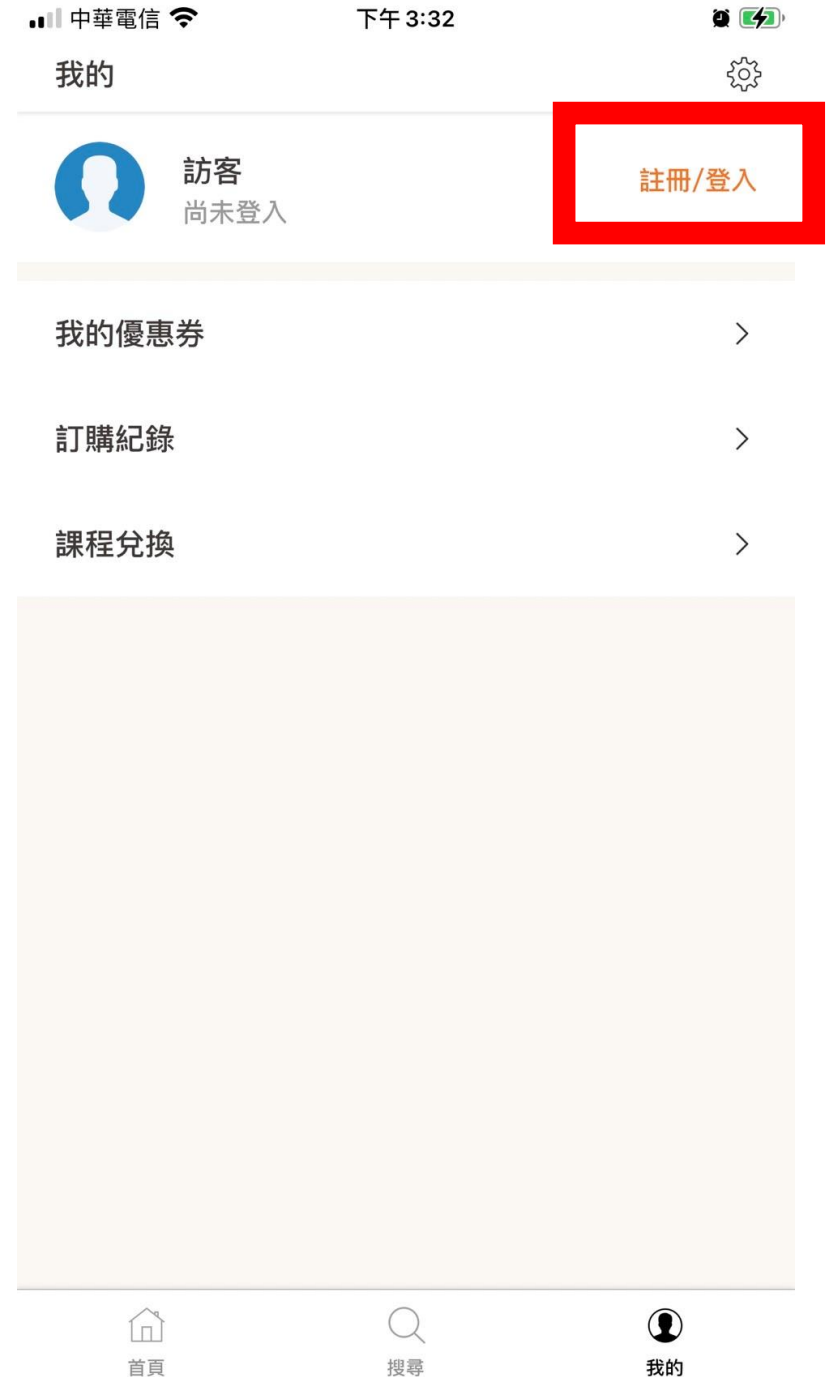 中華電信 下午 3:32
我的
訪客
尚未登入
註冊/登入
我的優惠券
訂購紀錄
課程兌換
首頁 搜尋 我的